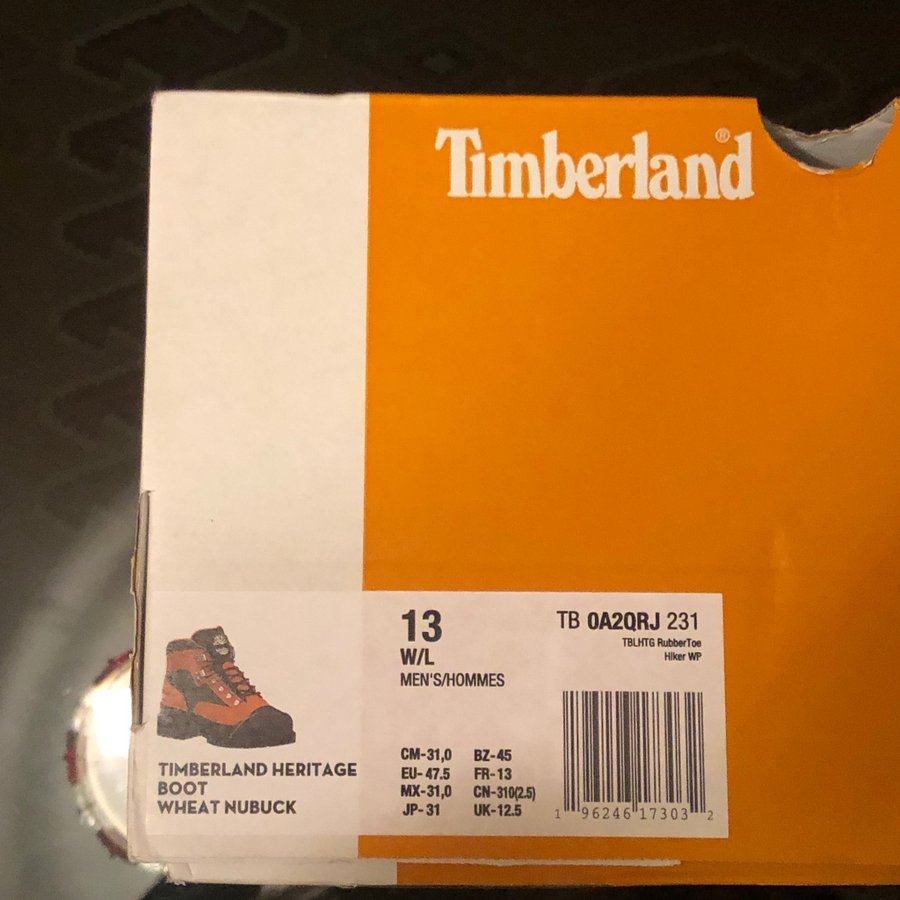 Timberland®
13
W/L
MEN'S/HOMMES
TB 0A2QRJ 231
TBLHTG RubberToe
Hiker WP
CM-31,0 BZ-45
EU-47.5 FR-13
MX-31,0 CN-310(2.5)
JP-31 UK-12.5
TIMBERLAND HERITAGE
BOOT
WHEAT NUBUCK
1 96246 17303 2